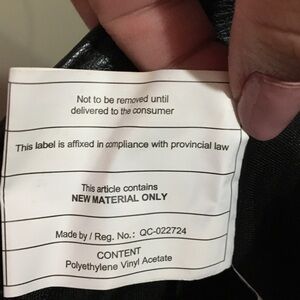 Not to be removed until
delivered to the consumer
This label is affixed in compliance with provincial law
This article contains
NEW MATERIAL ONLY
Made by / Reg. No.: QC-022724
CONTENT
Polyethylene Vinyl Acetate